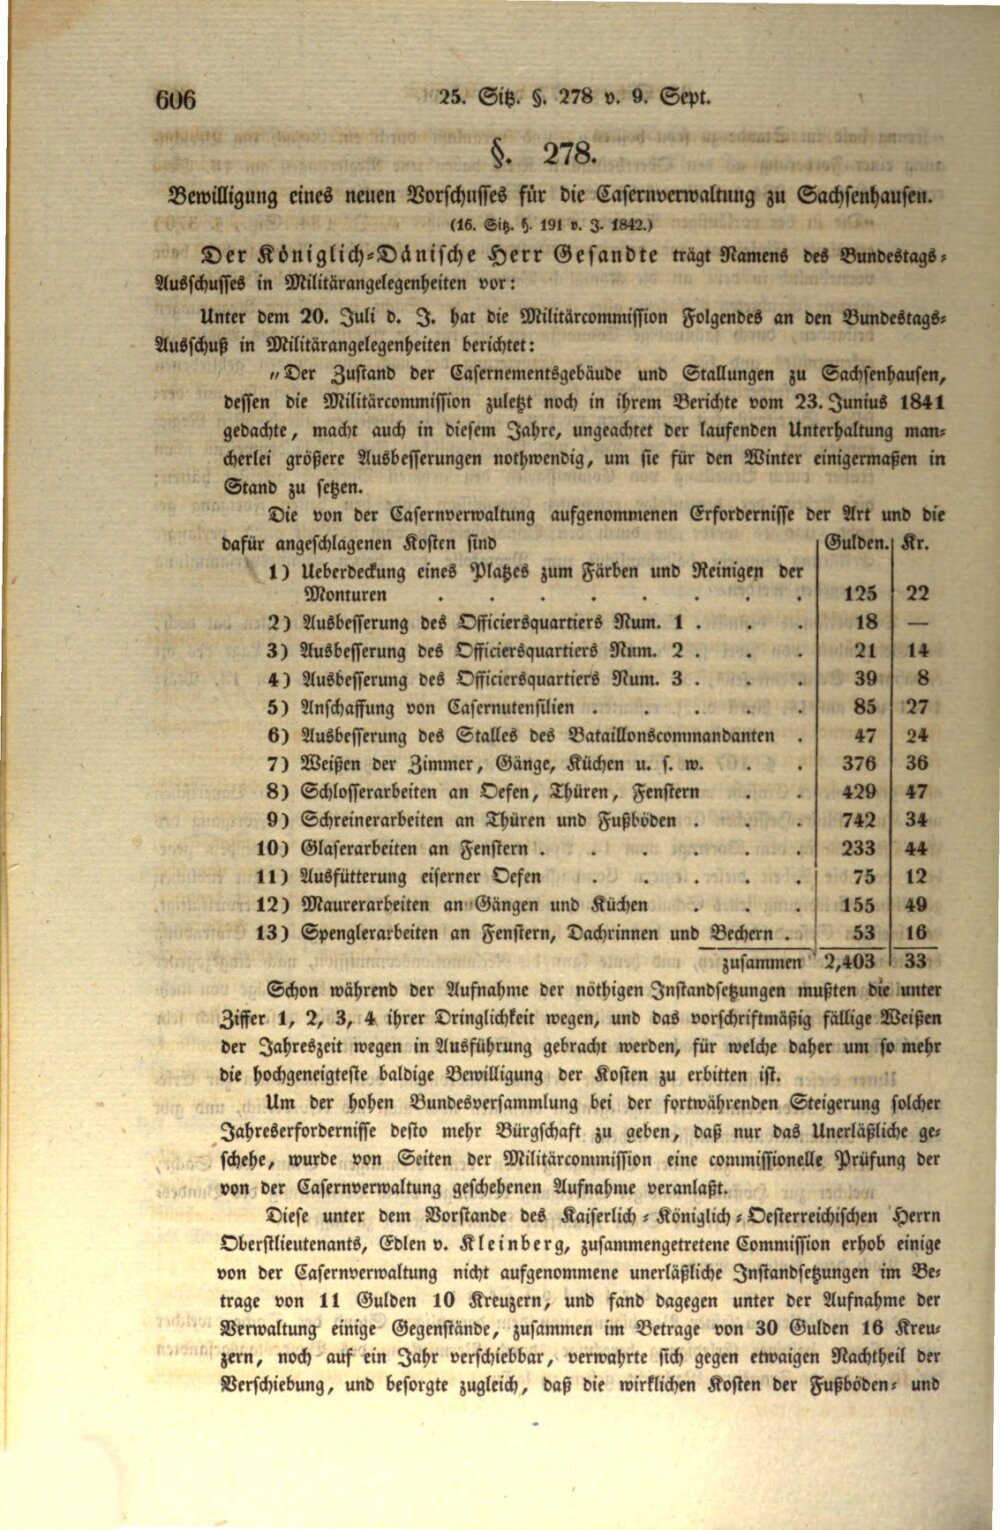 606
25. Sitz. §. 278 v. 9. Sept.
§. 278.
Bewilligung eines neuen Vorschusses für die Casernverwaltung zu Sachsenhausen.
(16. Sitz. §. 191 v. J. 1842.)
Der Königlich-Dänische Herr Gesandte trägt Namens des Bundestags-
Ausschusses in Militärangelegenheiten vor:
Unter dem 20. Juli d. J. hat die Militärcommission Folgendes an den Bundestags-
Ausschuß in Militärangelegenheiten berichtet:
„Der Zustand der Casernementsgebäude und Stallungen zu Sachsenhausen,
dessen die Militärcommission zuletzt noch in ihrem Berichte vom 23. Junius 1841
gedachte, macht auch in diesem Jahre, ungeachtet der laufenden Unterhaltung man-
cherlei größere Ausbesserungen nothwendig, um sie für den Winter einigermaßen in
Stand zu setzen.
Die von der Casernverwaltung aufgenommenen Erfordernisse der Art und die
dafür angeschlagenen Kosten sind Gulden. Kr.
1) Ueberdeckung eines Platzes zum Färben und Reinigen der
Monturen . . . . . . . . 125 22
2) Ausbesserung des Officiersquartiers Num. 1 . . . 18 —
3) Ausbesserung des Officiersquartiers Num. 2 . . . 21 14
4) Ausbesserung des Officiersquartiers Num. 3 . . . 39 8
5) Anschaffung von Casernutensilien . . . . . 85 27
6) Ausbesserung des Stalles des Bataillonscommandanten . 47 24
7) Weißen der Zimmer, Gänge, Küchen u. s. w. . . 376 36
8) Schlosserarbeiten an Oefen, Thüren, Fenstern . . 429 47
9) Schreinerarbeiten an Thüren und Fußböden . . . 742 34
10) Glaserarbeiten an Fenstern . . . . . . 233 44
11) Ausfütterung eiserner Oefen . . . . . 75 12
12) Maurerarbeiten an Gängen und Küchen . . . 155 49
13) Spenglerarbeiten an Fenstern, Dachrinnen und Bechern . 53 16
zusammen 2,403 33
Schon während der Aufnahme der nöthigen Instandsetzungen mußten die unter
Ziffer 1, 2, 3, 4 ihrer Dringlichkeit wegen, und das vorschriftmäßig fällige Weißen
der Jahreszeit wegen in Ausführung gebracht werden, für welche daher um so mehr
die hochgeneigteste baldige Bewilligung der Kosten zu erbitten ist.
Um der hohen Bundesversammlung bei der fortwährenden Steigerung solcher
Jahreserfordernisse desto mehr Bürgschaft zu geben, daß nur das Unerläßliche ge-
schehe, wurde von Seiten der Militärcommission eine commissionelle Prüfung der
von der Casernverwaltung geschehenen Aufnahme veranlaßt.
Diese unter dem Vorstande des Kaiserlich-Königlich-Oesterreichischen Herrn
Oberstlieutenants, Edlen v. Kleinberg, zusammengetretene Commission erhob einige
von der Casernverwaltung nicht aufgenommene unerläßliche Instandsetzungen im Be-
trage von 11 Gulden 10 Kreuzern, und fand dagegen unter der Aufnahme der
Verwaltung einige Gegenstände, zusammen im Betrage von 30 Gulden 16 Kreu-
zern, noch auf ein Jahr verschiebbar, verwahrte sich gegen etwaigen Nachtheil der
Verschiebung, und besorgte zugleich, daß die wirklichen Kosten der Fußböden- und